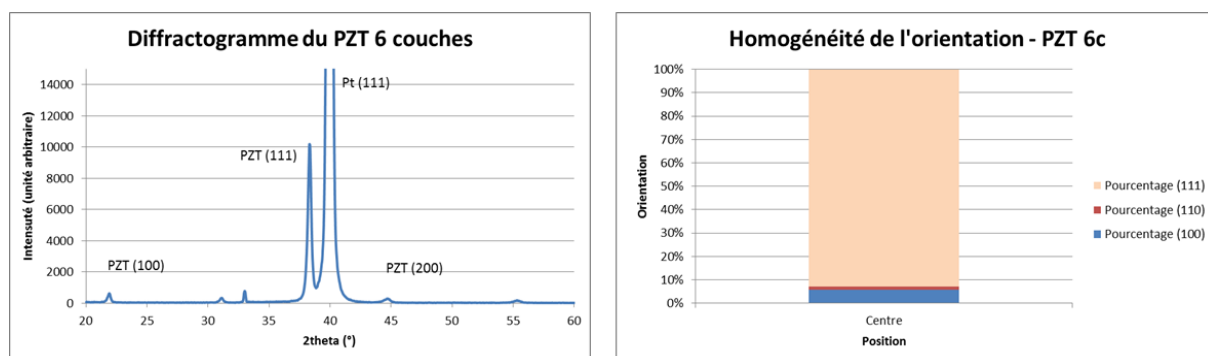 Diffractogramme du PZT 6 couches
Intensuté (unité arbitraire)
14000
12000
10000
8000
6000
4000
2000
0
Pt (111)
PZT (111)
PZT (100)
PZT (200)
20 25 30 35 40 45 50 55 60
2theta (°)
Homogénéité de l'orientation - PZT 6c
Orientation
100%
90%
80%
70%
60%
50%
40%
30%
20%
10%
0%
Centre
Position
Pourcentage (111)
Pourcentage (110)
Pourcentage (100)